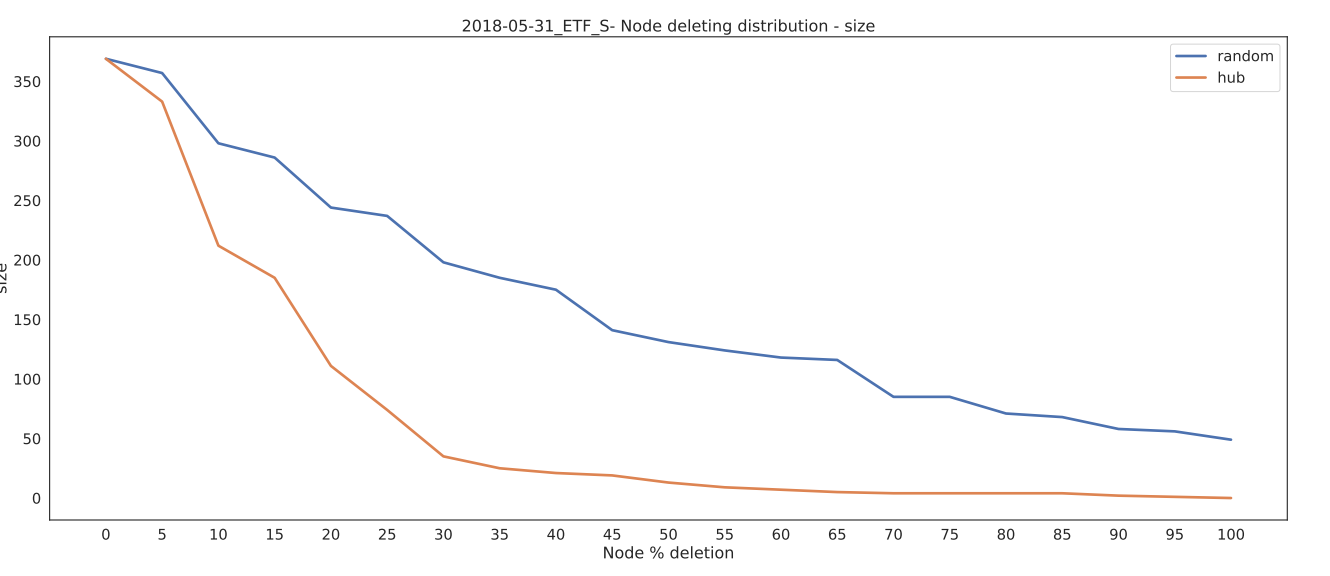 2018-05-31_ETF_S- Node deleting distribution - size
random
hub
350
300
250
200
150
100
50
0
size
0 5 10 15 20 25 30 35 40 45 50 55 60 65 70 75 80 85 90 95 100
Node % deletion